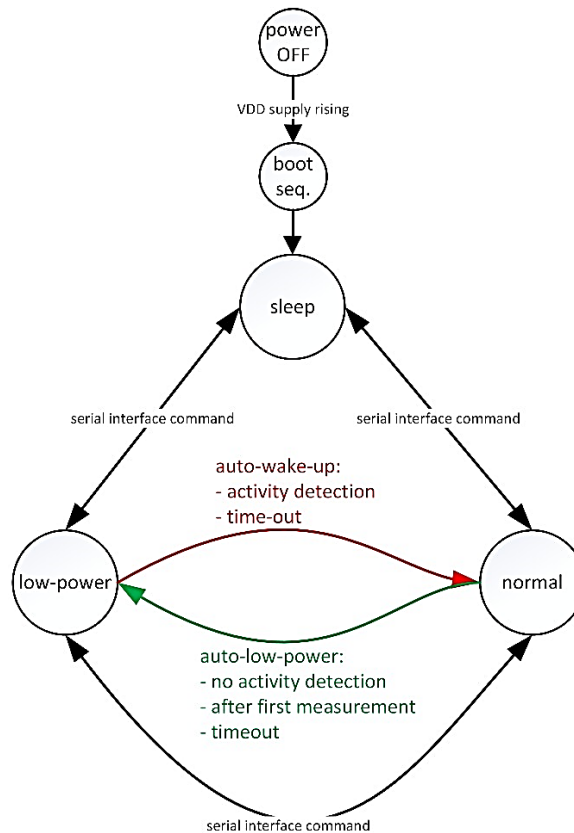 power
OFF
VDD supply rising
boot
seq.
sleep
serial interface command
serial interface command
auto-wake-up:
- activity detection
- time-out
low-power
normal
auto-low-power:
- no activity detection
- after first measurement
- timeout
serial interface command